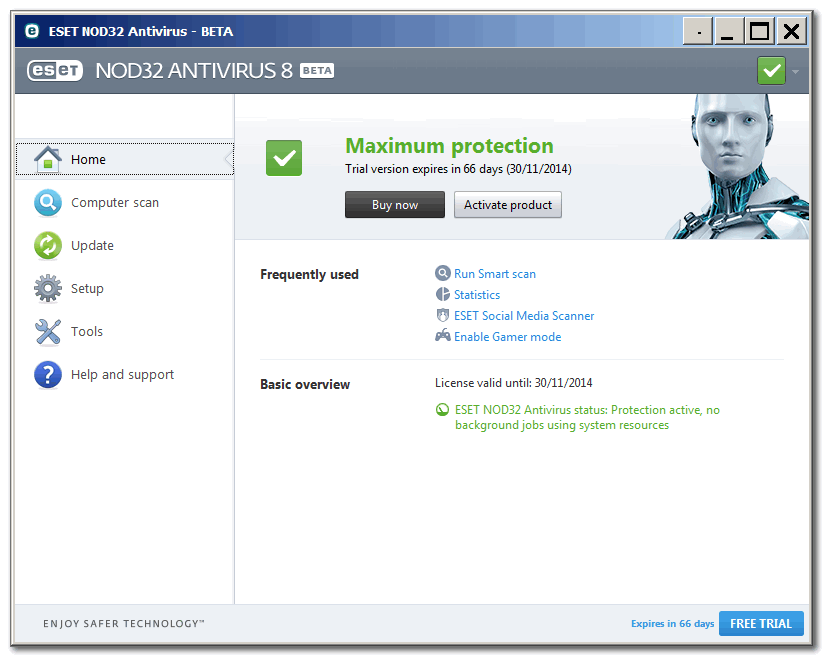 ESET NOD32 Antivirus - BETA
eset NOD32 ANTIVIRUS 8 BETA
Home
Computer scan
Update
Setup
Tools
Help and support
Maximum protection
Trial version expires in 66 days (30/11/2014)
Buy now
Activate product
Frequently used
Run Smart scan
Statistics
ESET Social Media Scanner
Enable Gamer mode
Basic overview
License valid until: 30/11/2014
ESET NOD32 Antivirus status: Protection active, no
background jobs using system resources
ENJOY SAFER TECHNOLOGY™
Expires in 66 days
FREE TRIAL